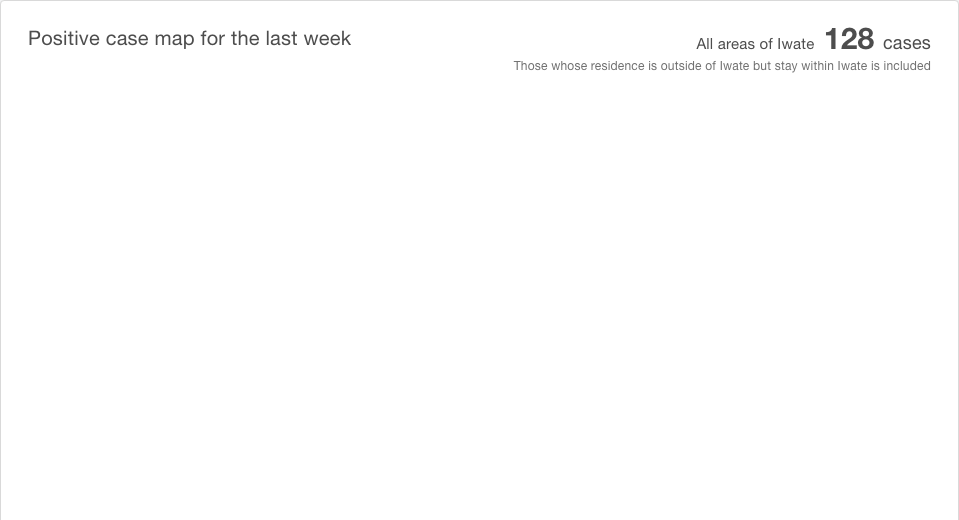 Positive case map for the last week
All areas of Iwate 128 cases
Those whose residence is outside of Iwate but stay within Iwate is included